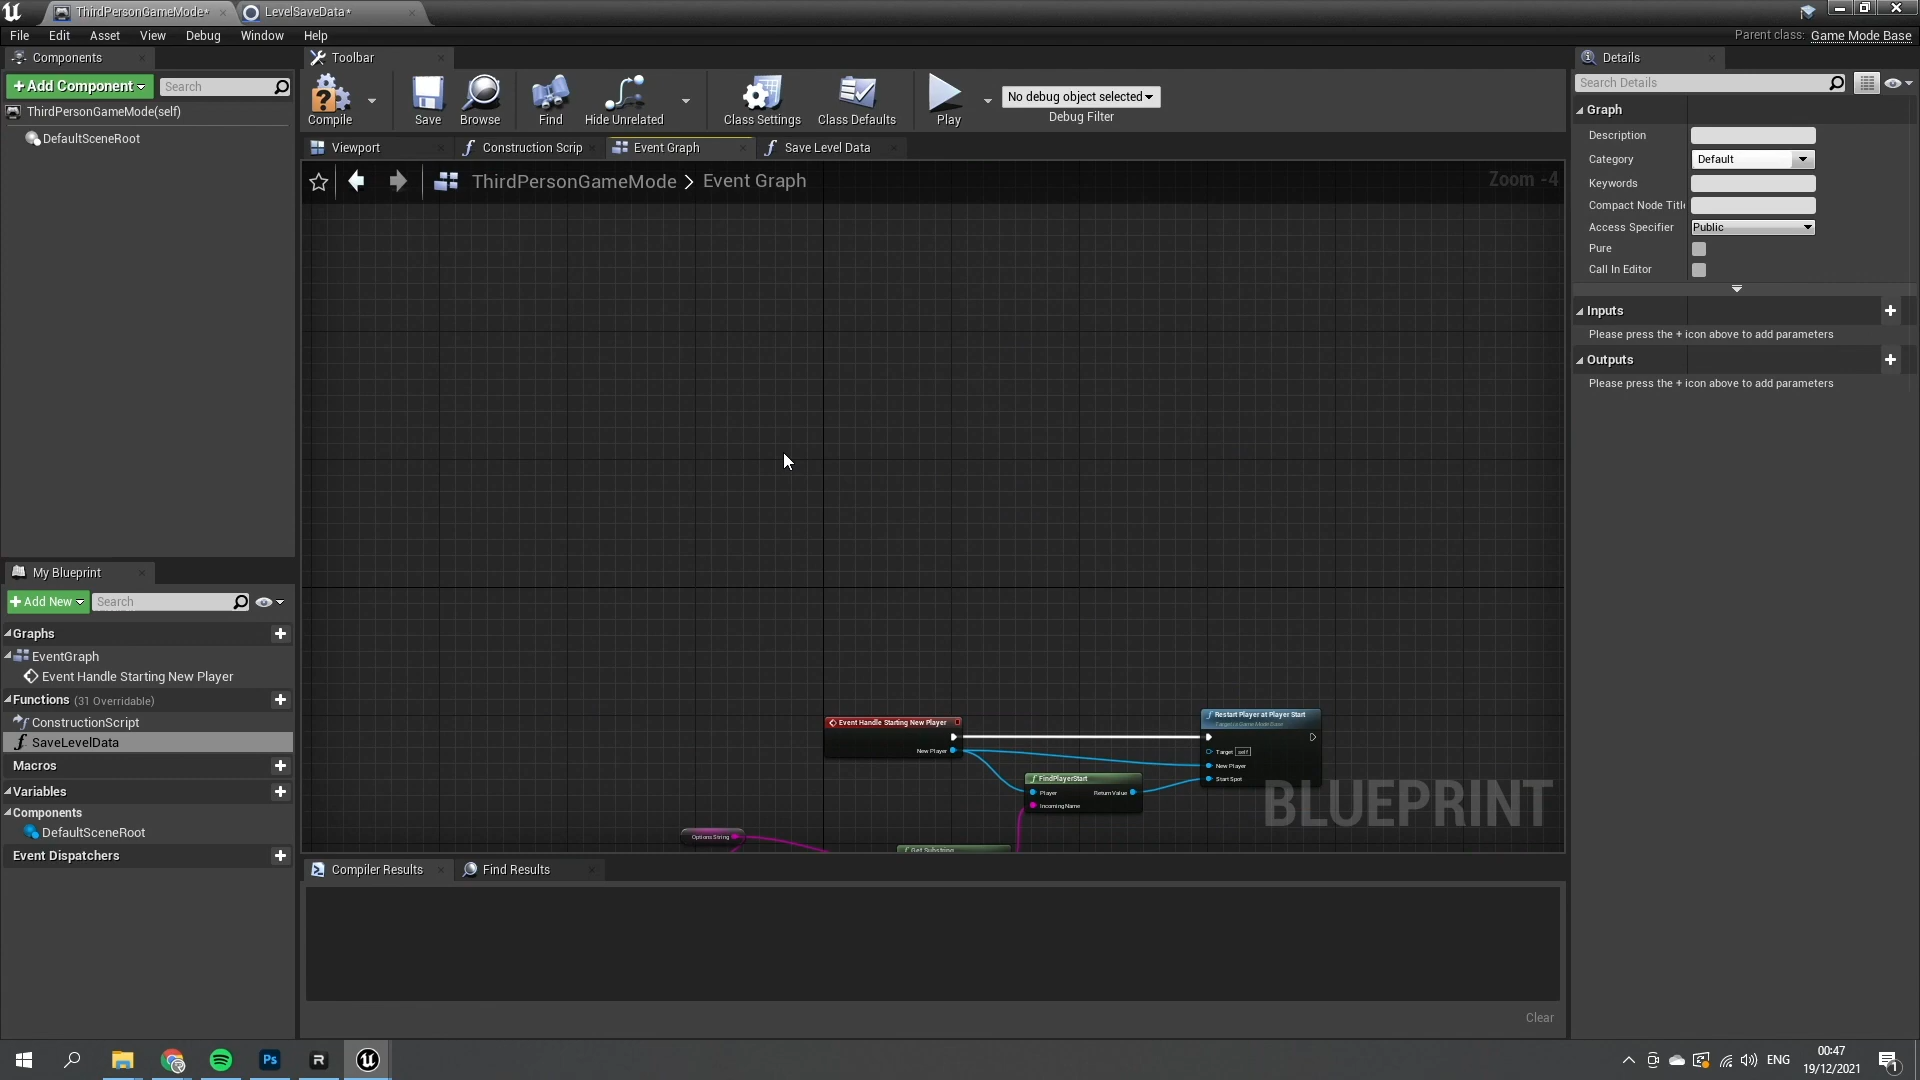 ThirdPersonGameMode*
LevelSaveData*
File Edit Asset View Debug Window Help
Parent class: Game Mode Base
Components
Toolbar
Details
+ Add Component
Search
ThirdPersonGameMode(self)
DefaultSceneRoot
Compile
Save
Browse
Find
Hide Unrelated
Class Settings
Class Defaults
Play
No debug object selected
Debug Filter
Viewport
Construction Scrip
Event Graph
Save Level Data
ThirdPersonGameMode > Event Graph
Zoom -4
Search Details
Graph
Description
Category Default
Keywords
Compact Node Titl
Access Specifier Public
Pure
Call In Editor
Inputs
Please press the + icon above to add parameters
Outputs
Please press the + icon above to add parameters
My Blueprint
+ Add New
Search
Graphs
EventGraph
Event Handle Starting New Player
Functions (31 Overridable)
ConstructionScript
SaveLevelData
Macros
Variables
Components
DefaultSceneRoot
Event Dispatchers
Event Handle Starting New Player
New Player
Restart Player at Player Start
Target is Game Mode Base
Target self
New Player
Start Spot
FindPlayerStart
Player Return Value
Incoming Name
Options String
Get Substring
BLUEPRINT
Compiler Results
Find Results
Clear
Ps
R
ENG
00:47
19/12/2021
1